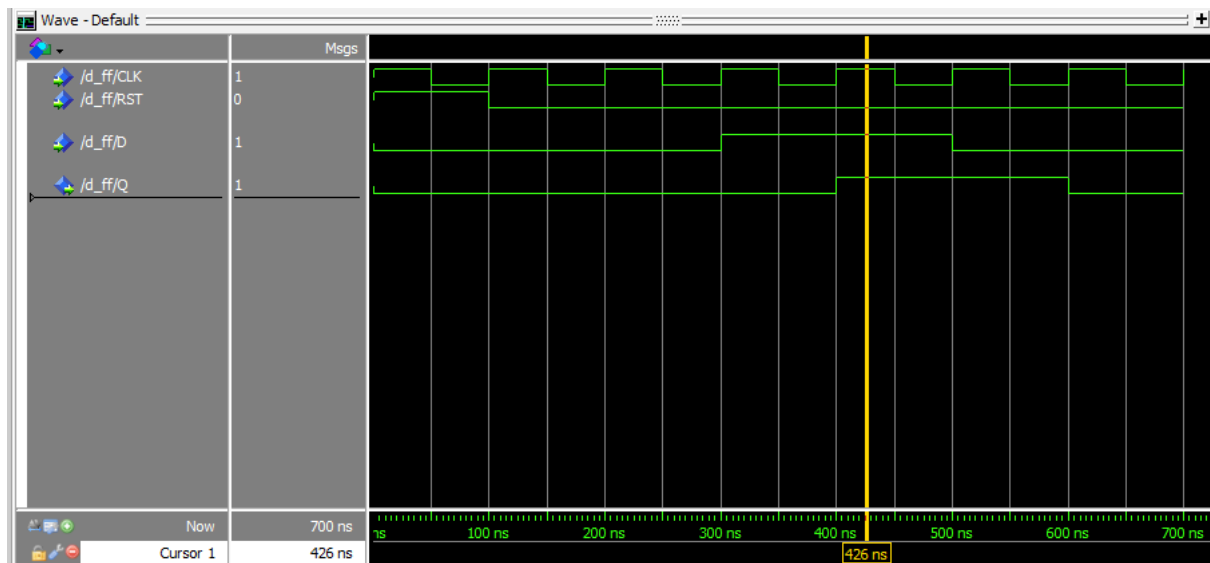 Wave - Default
Msgs
/d_ff/CLK 1
/d_ff/RST 0
/d_ff/D 1
/d_ff/Q 1
Now 700 ns
ns 100 ns 200 ns 300 ns 400 ns 500 ns 600 ns 700 ns
Cursor 1 426 ns
426 ns